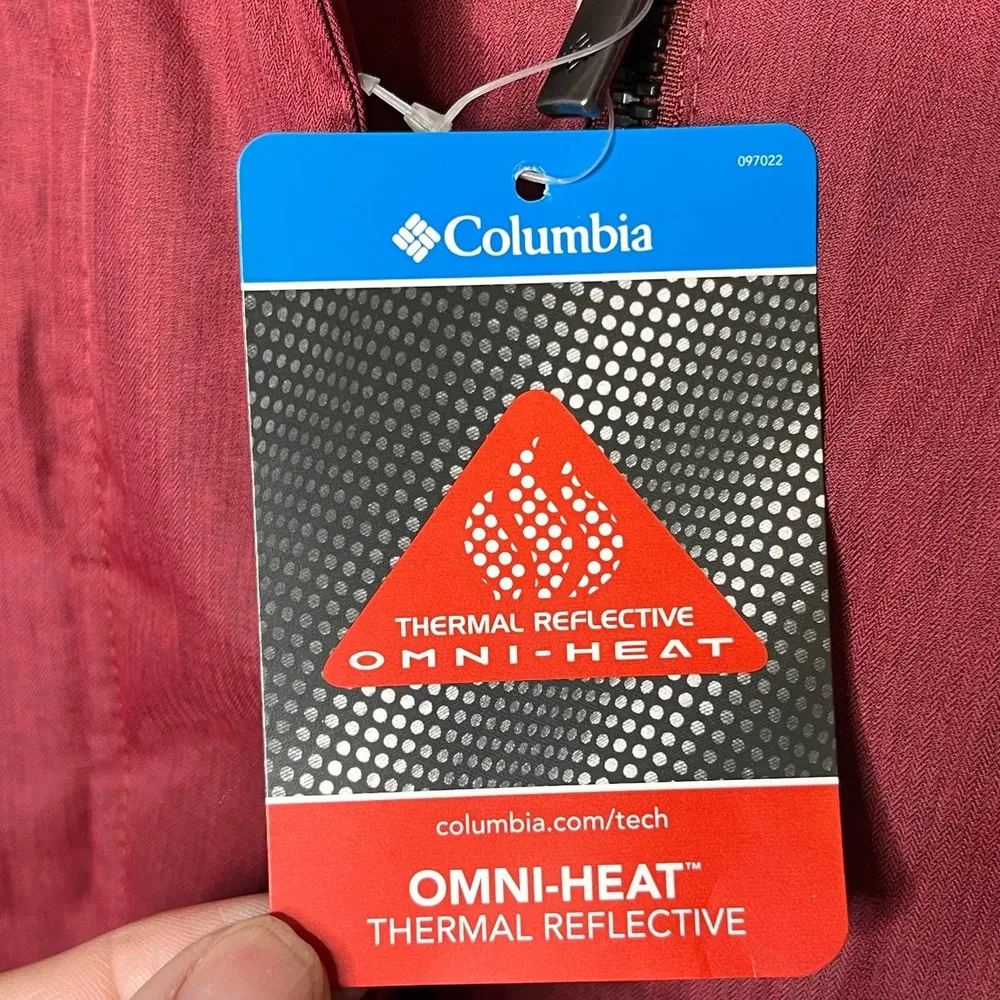 097022
Columbia
THERMAL REFLECTIVE
OMNI-HEAT
columbia.com/tech
OMNI-HEAT™
THERMAL REFLECTIVE